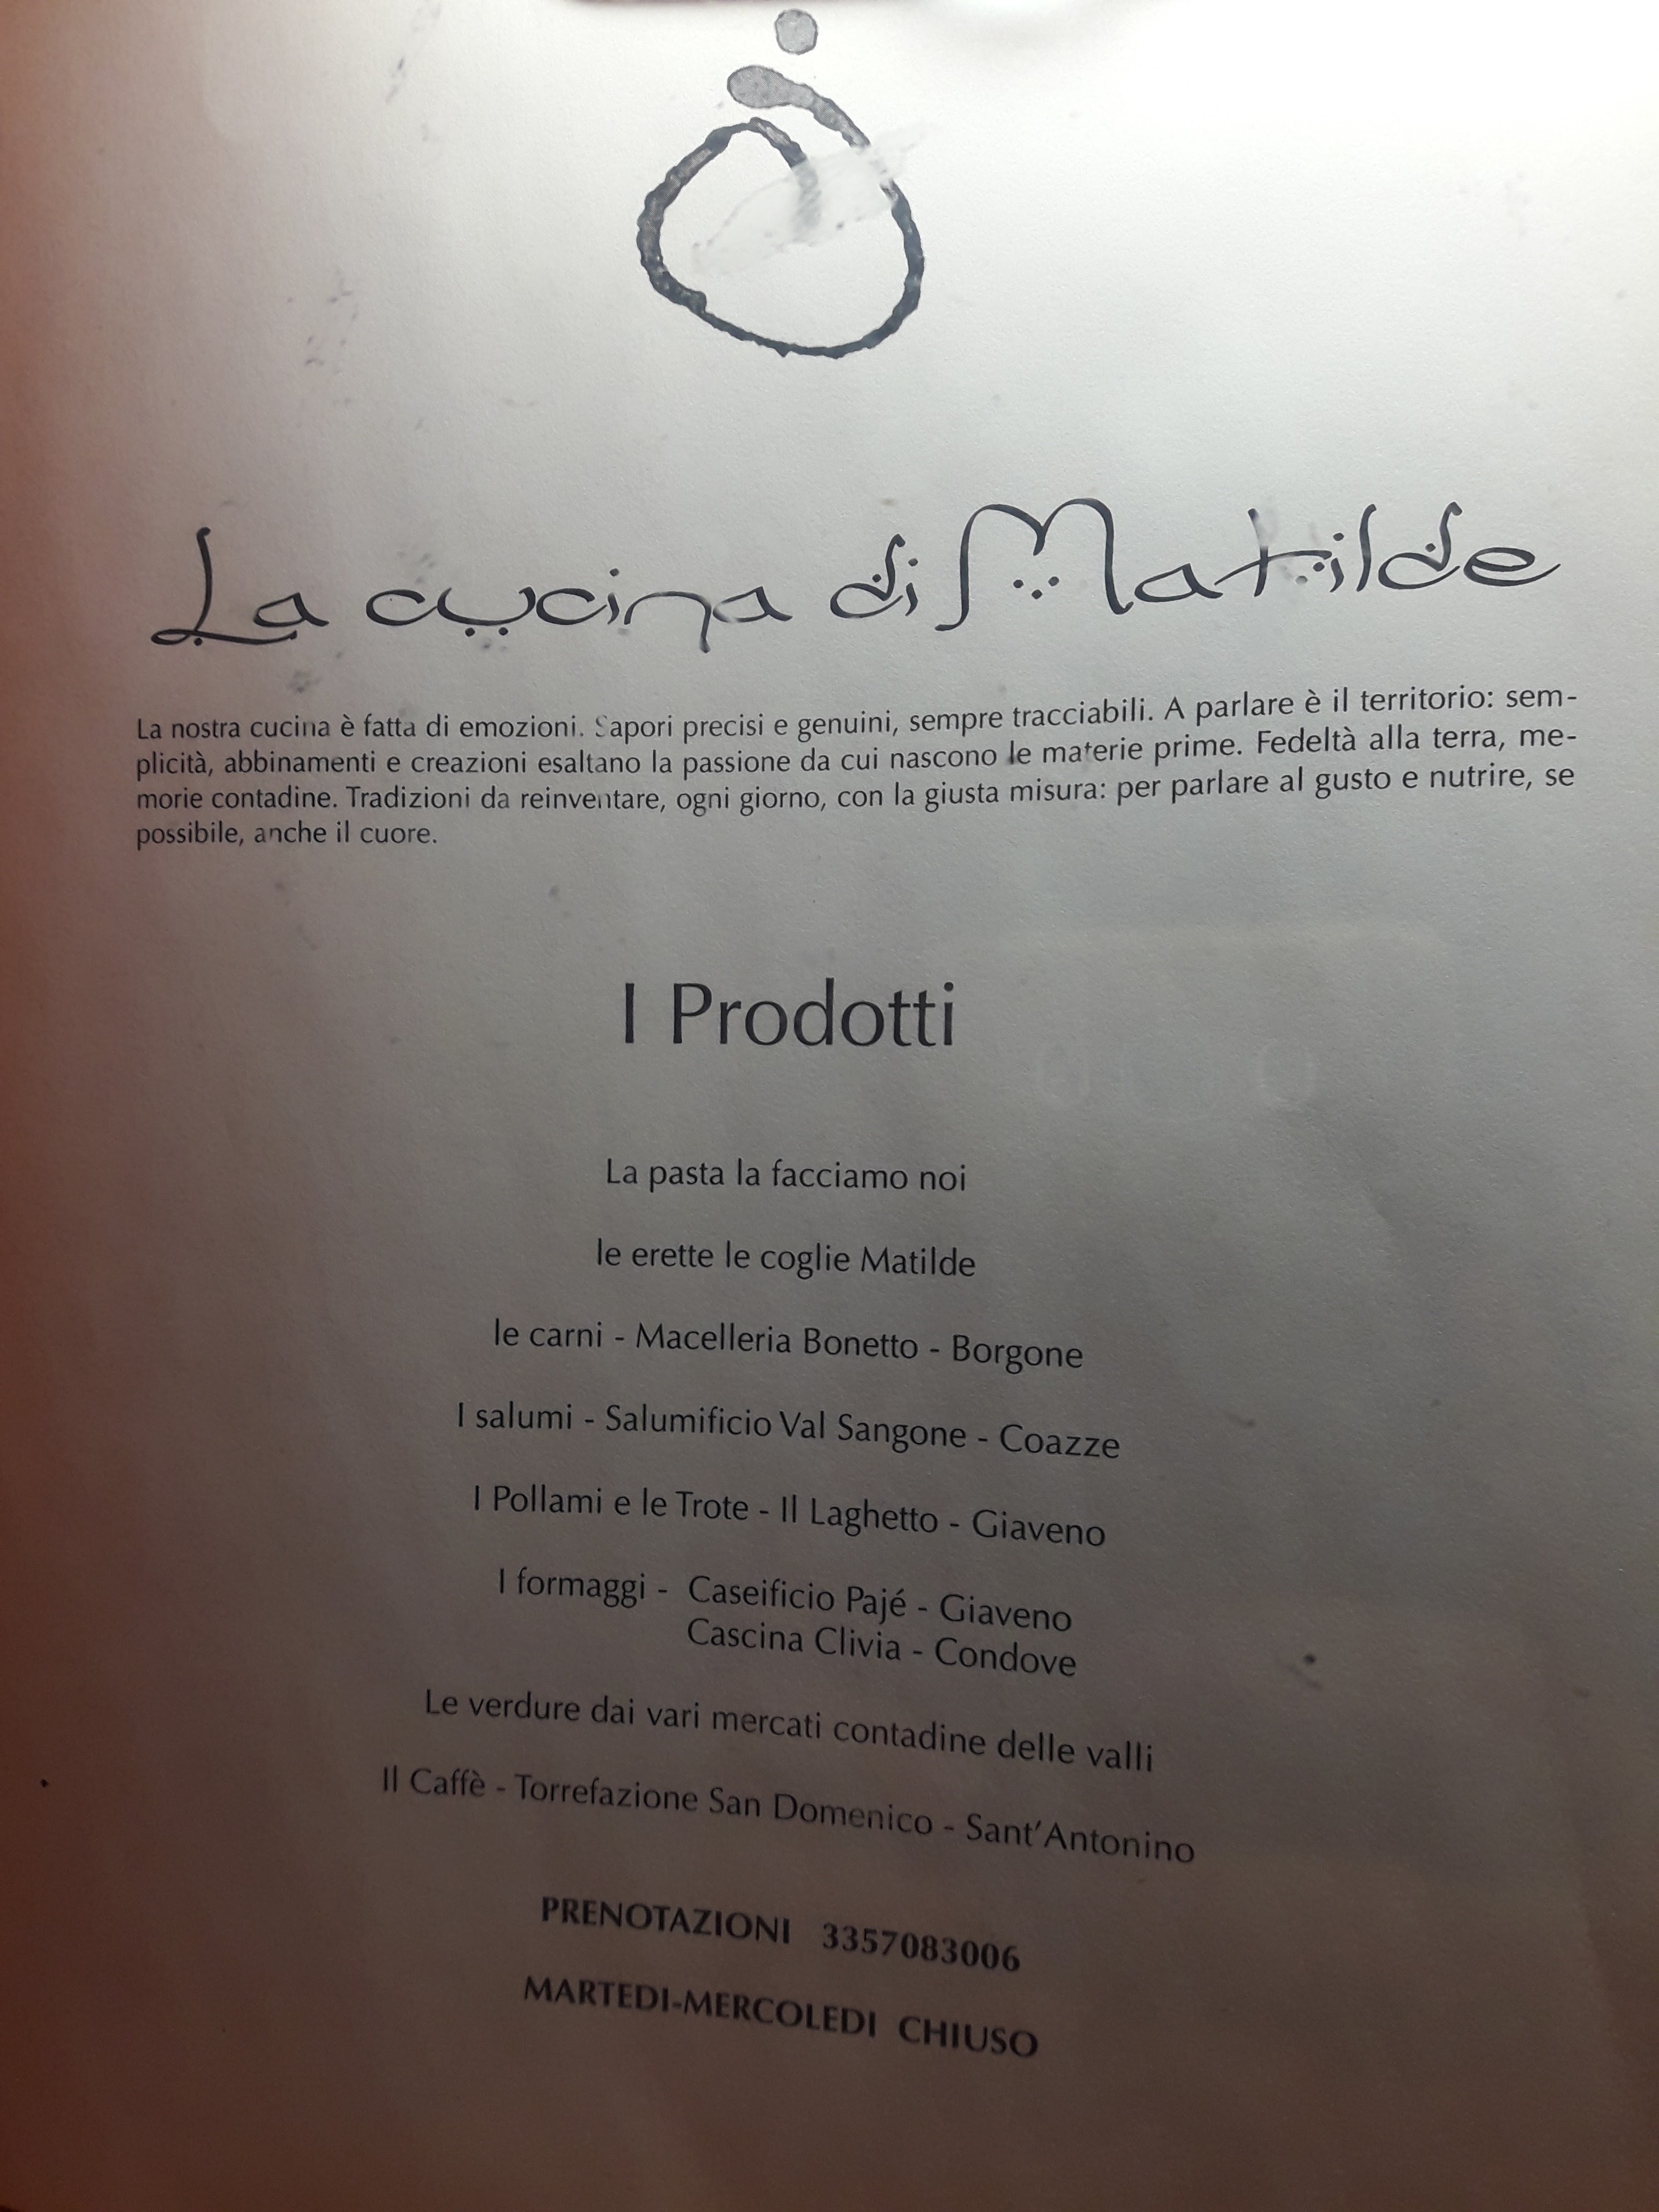 La cucina di Matilde
La nostra cucina è fatta di emozioni. Sapori precisi e genuini, sempre tracciabili. A parlare è il territorio: sem-
plicità, abbinamenti e creazioni esaltano la passione da cui nascono le materie prime. Fedeltà alla terra, me-
morie contadine. Tradizioni da reinventare, ogni giorno, con la giusta misura: per parlare al gusto e nutrire, se
possibile, anche il cuore.
I Prodotti
La pasta la facciamo noi
le erette le coglie Matilde
le carni - Macelleria Bonetto - Borgone
I salumi - Salumificio Val Sangone - Coazze
I Pollami e le Trote - Il Laghetto - Giaveno
I formaggi - Caseificio Pajé - Giaveno
Cascina Clivia - Condove
Le verdure dai vari mercati contadine delle valli
Il Caffè - Torrefazione San Domenico - Sant'Antonino
PRENOTAZIONI 3357083006
MARTEDI-MERCOLEDI CHIUSO